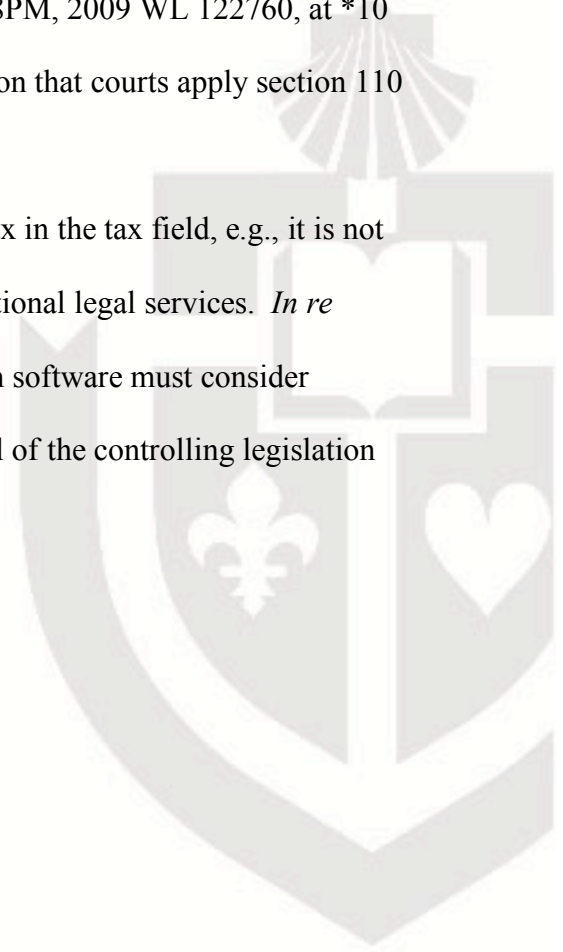 8PM, 2009 WL 122760, at *10
on that courts apply section 110
x in the tax field, e.g., it is not
tional legal services. In re
software must consider
of the controlling legislation